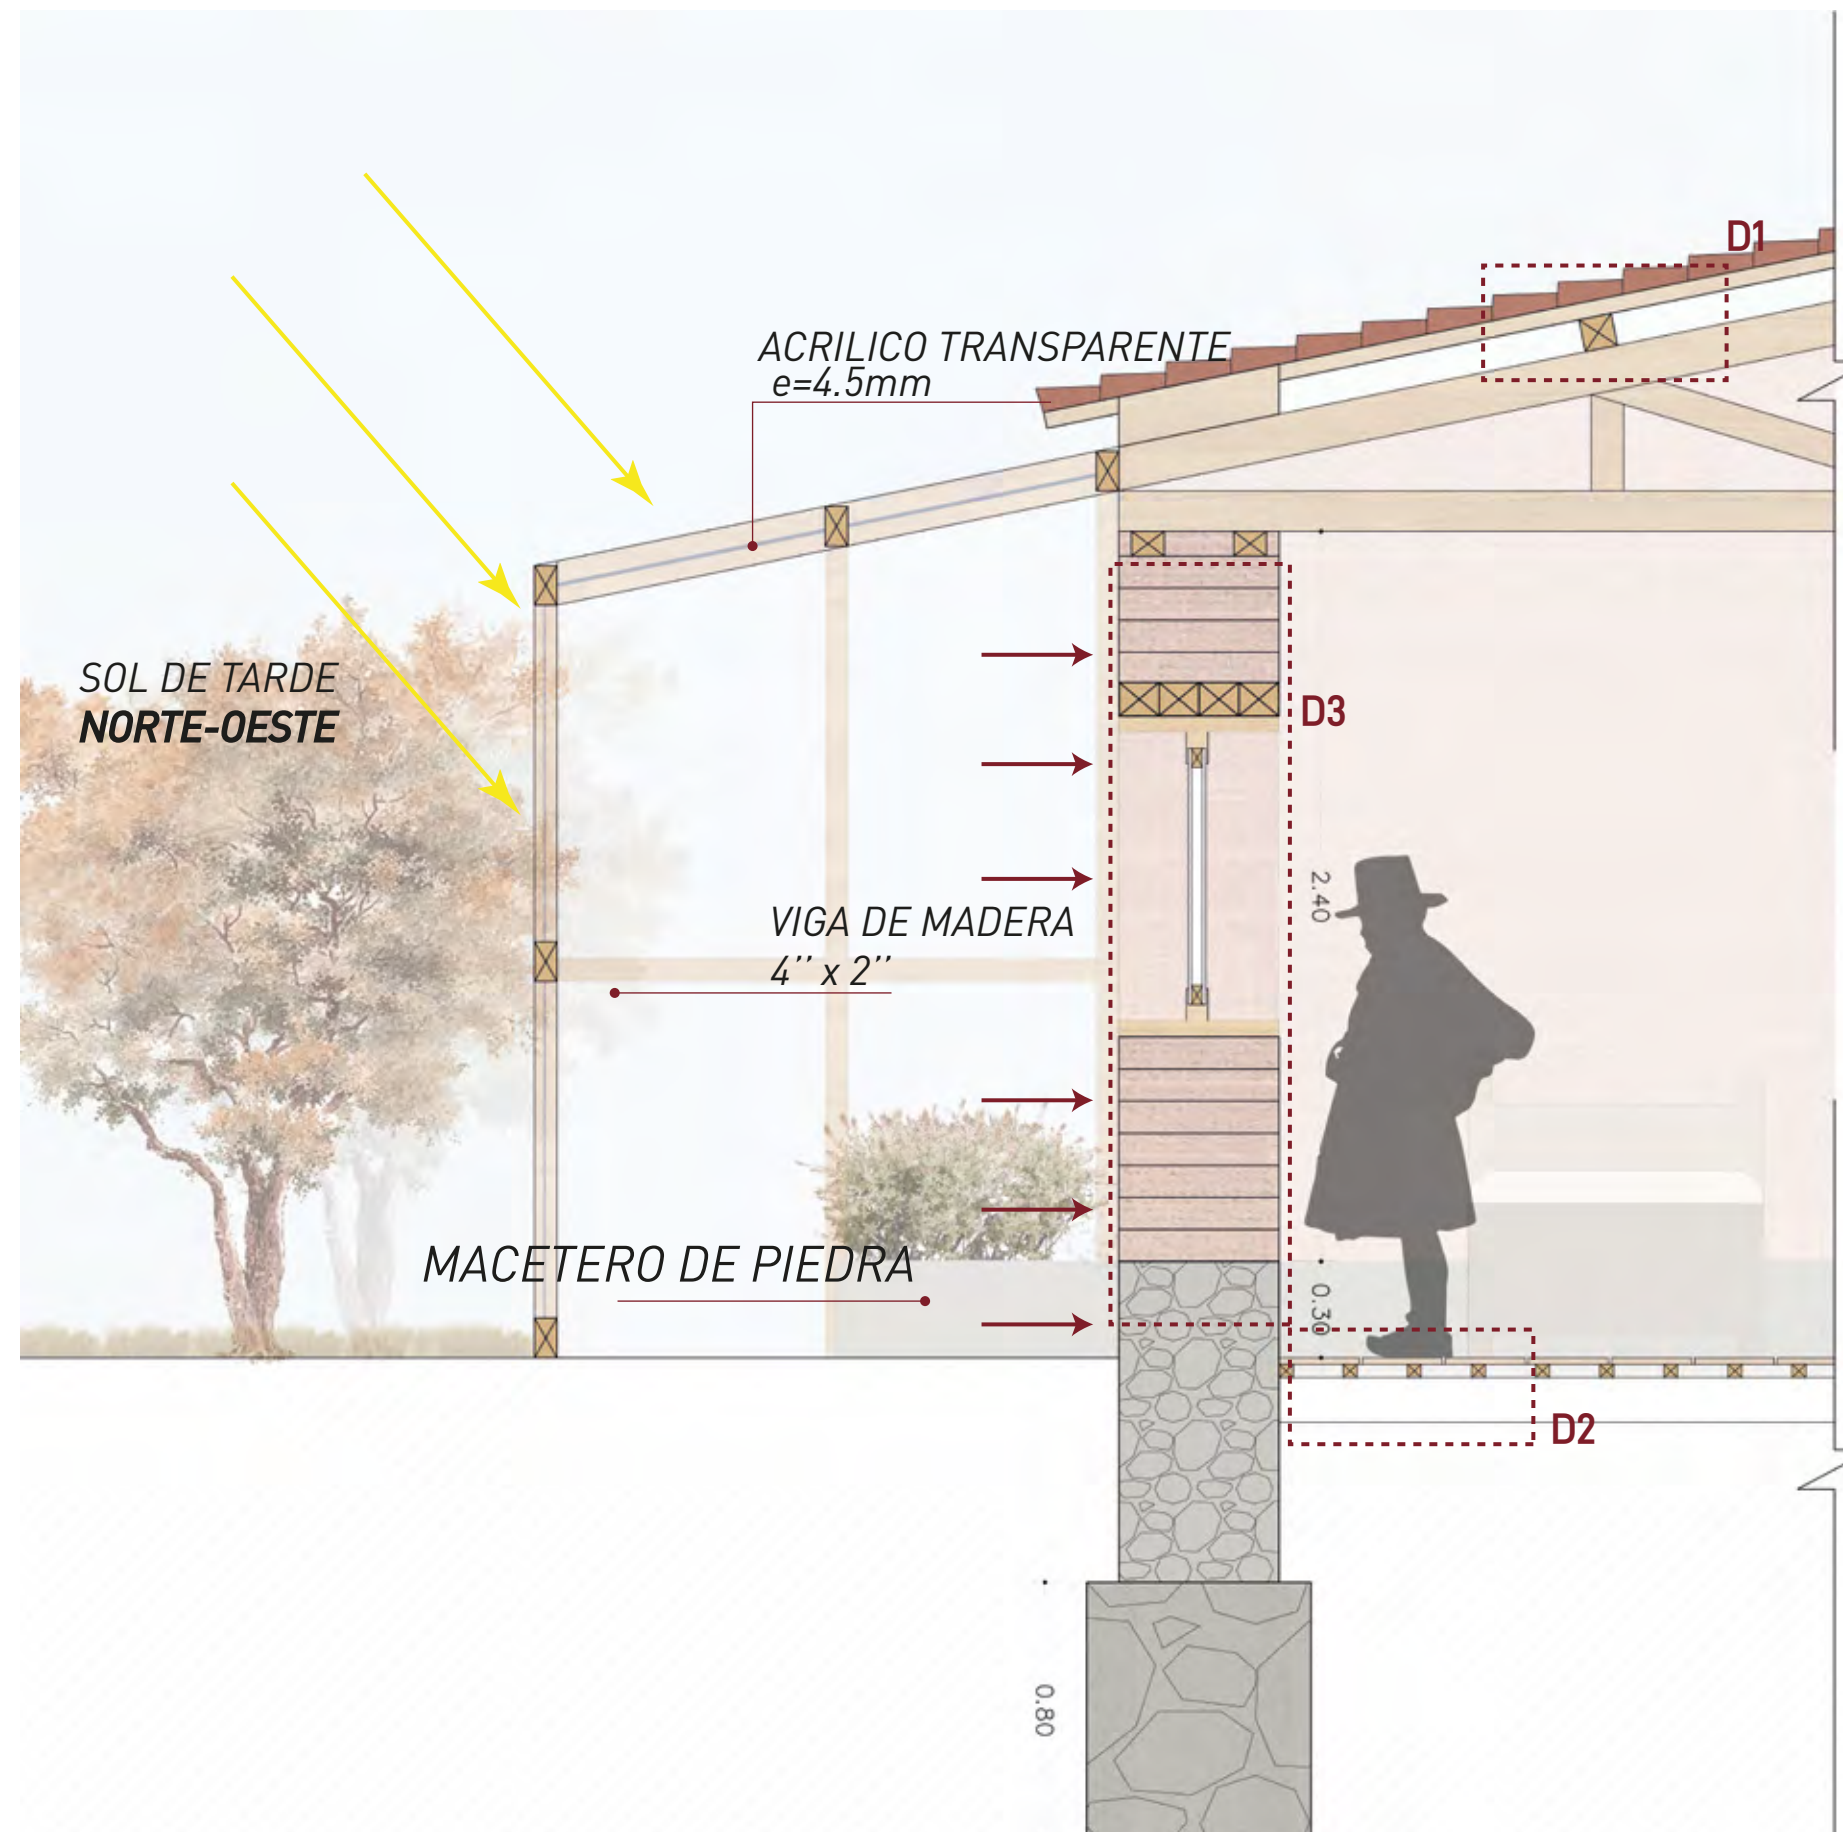 D1
ACRILICO TRANSPARENTE
e=4.5mm
SOL DE TARDE
NORTE-OESTE
D3
2.40
VIGA DE MADERA
4’’ x 2’’
MACETERO DE PIEDRA
0.30
D2
0.80